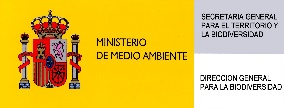 MINISTERIO
DE MEDIO AMBIENTE
SECRETARIA GENERAL
PARA EL TERRITORIO Y
LA BIODIVERSIDAD
DIRECCION GENERAL
PARA LA BIODIVERSIDAD